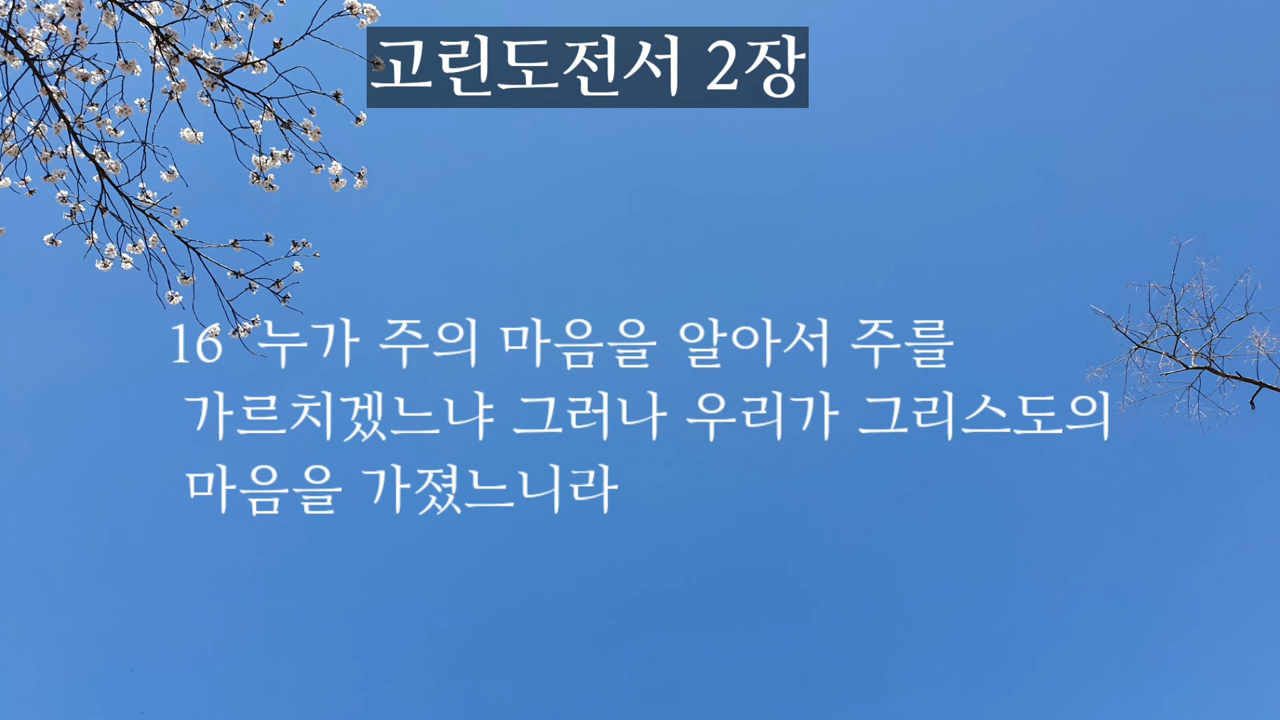 고린도전서 2장
16 누가 주의 마음을 알아서 주를
가르치겠느냐 그러나 우리가 그리스도의
마음을 가졌느니라